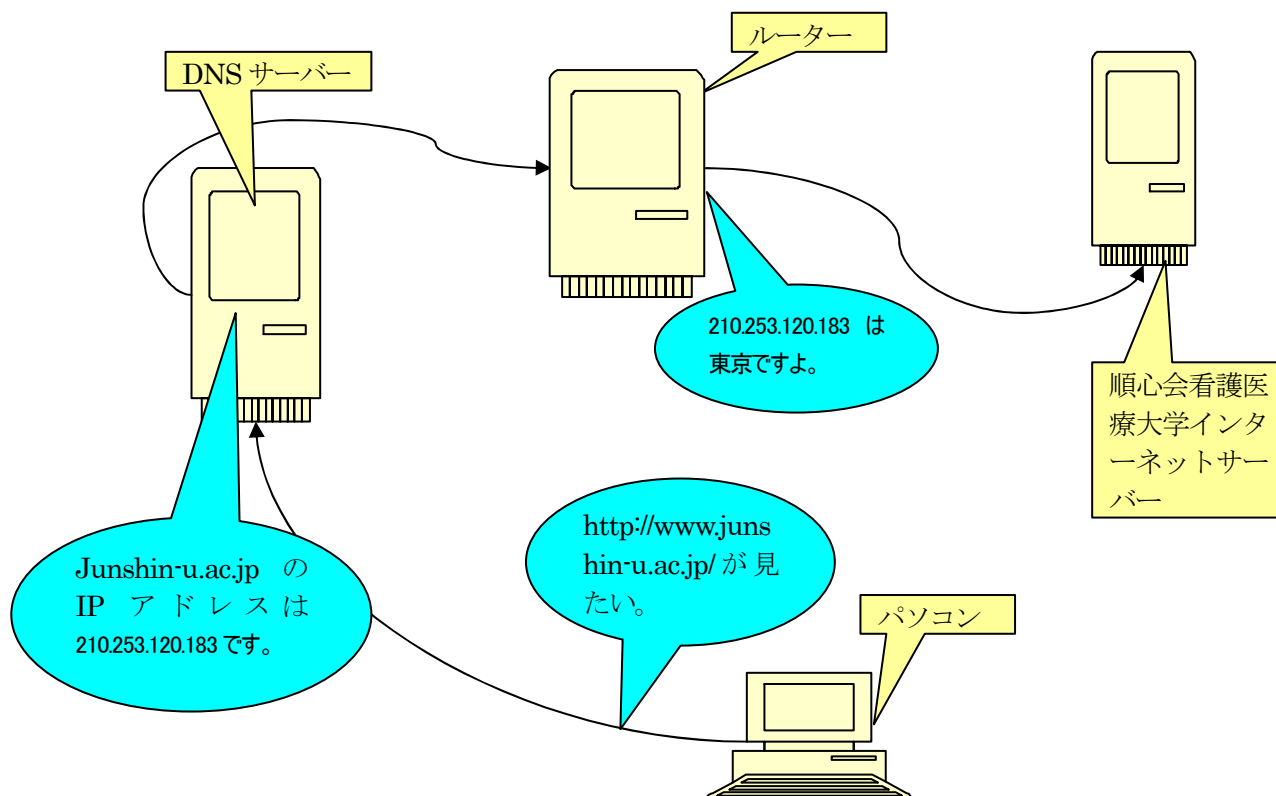 ルーター
DNS サーバー
210.253.120.183 は
東京ですよ。
順心会看護医
療大学インタ
ーネットサー
バー
http://www.juns
hin-u.ac.jp/ が 見
たい。
Junshin-u.ac.jp の
IP アドレスは
210.253.120.183 です。
パソコン